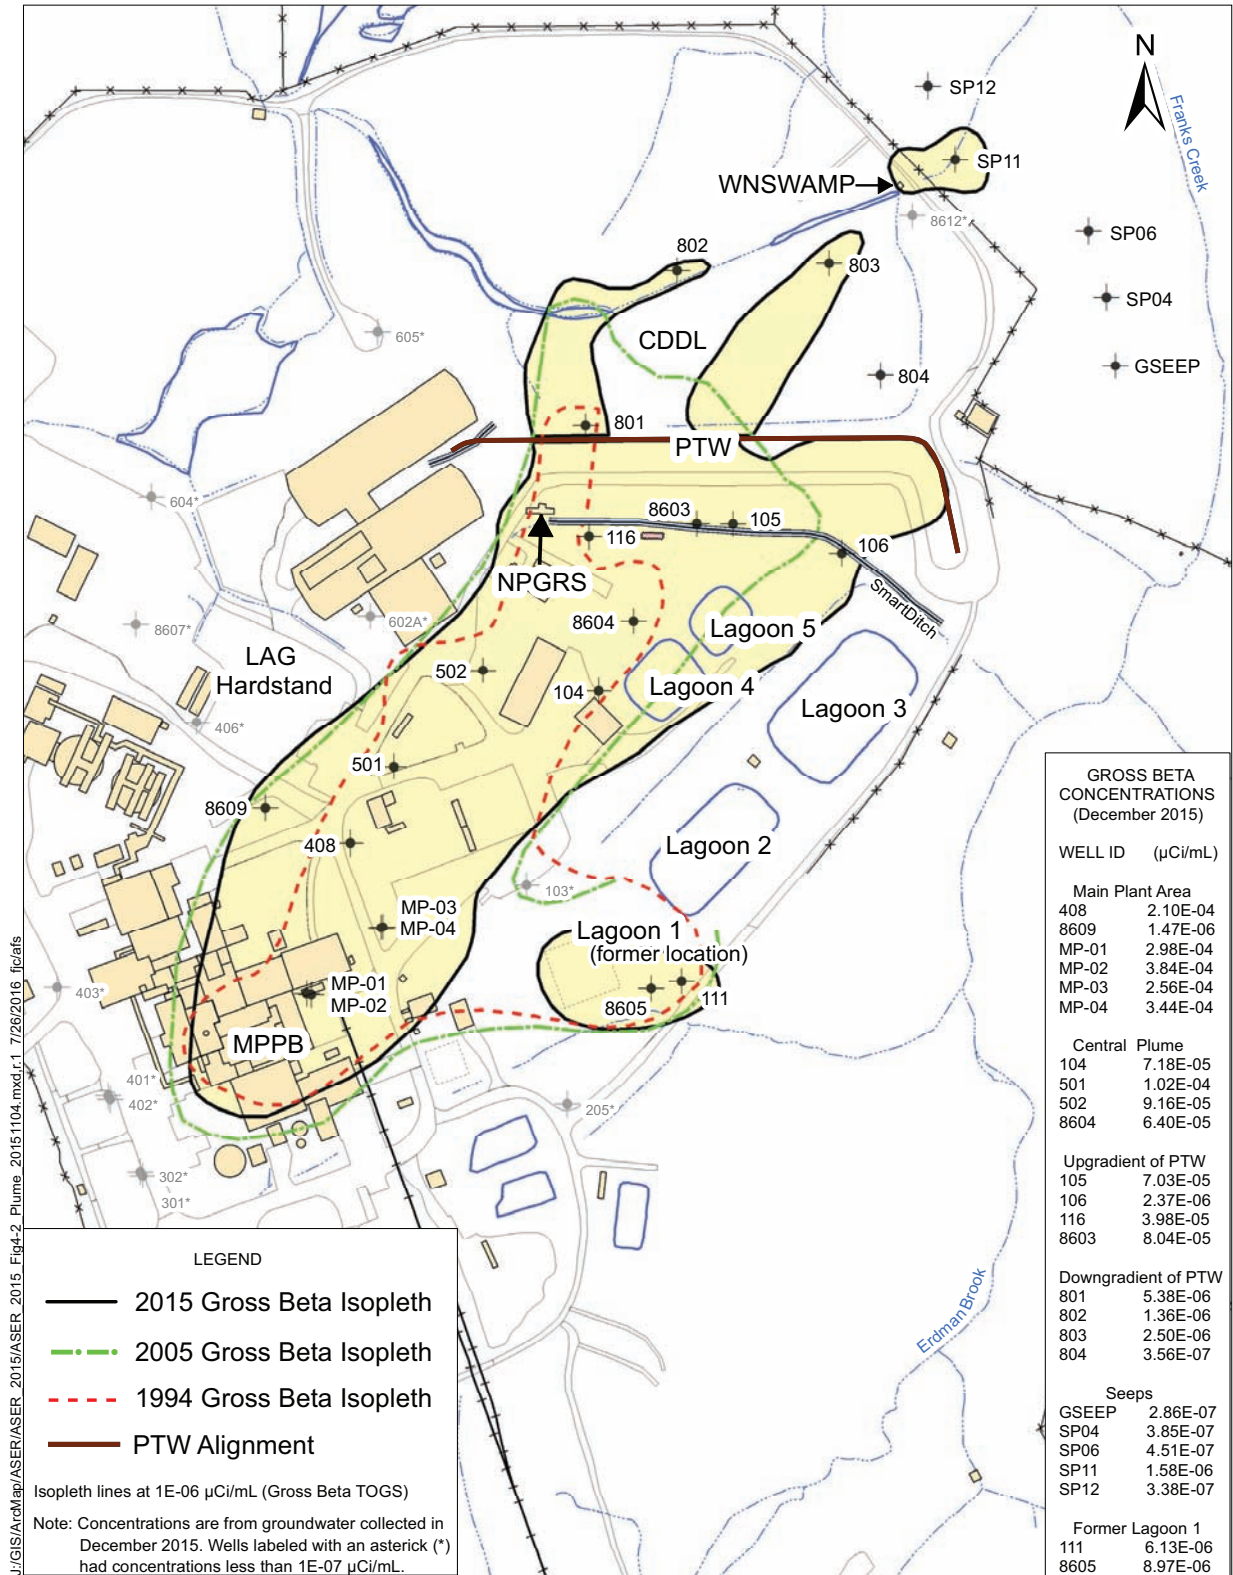 N
Franks Creek
SP12
SP11
WNSWAMP
8612*
SP06
802
803
SP04
605*
CDDL
GSEEP
804
801
PTW
604*
8603
105
116
106
NPGRS
SmartDitch
602A*
8604
8607*
Lagoon 5
LAG
Hardstand
502
Lagoon 4
104
Lagoon 3
406*
501
8609
408
Lagoon 2
103*
MP-03
MP-04
Lagoon 1
(former location)
403*
MP-01
MP-02
8605
111
MPPB
401*
402*
205*
302*
301*
Erdman Brook
J:/GIS/ArcMap/ASER/ASER_2015/ASER_2015_Fig4-2_Plume_20151104.mxd,r.1 7/26/2016 fjc/afs
LEGEND
2015 Gross Beta Isopleth
2005 Gross Beta Isopleth
1994 Gross Beta Isopleth
PTW Alignment
Isopleth lines at 1E-06 µCi/mL (Gross Beta TOGS)
Note: Concentrations are from groundwater collected in
December 2015. Wells labeled with an asterick (*)
had concentrations less than 1E-07 µCi/mL.
GROSS BETA
CONCENTRATIONS
(December 2015)
WELL ID (µCi/mL)
Main Plant Area
408 2.10E-04
8609 1.47E-06
MP-01 2.98E-04
MP-02 3.84E-04
MP-03 2.56E-04
MP-04 3.44E-04
Central Plume
104 7.18E-05
501 1.02E-04
502 9.16E-05
8604 6.40E-05
Upgradient of PTW
105 7.03E-05
106 2.37E-06
116 3.98E-05
8603 8.04E-05
Downgradient of PTW
801 5.38E-06
802 1.36E-06
803 2.50E-06
804 3.56E-07
Seeps
GSEEP 2.86E-07
SP04 3.85E-07
SP06 4.51E-07
SP11 1.58E-06
SP12 3.38E-07
Former Lagoon 1
111 6.13E-06
8605 8.97E-06